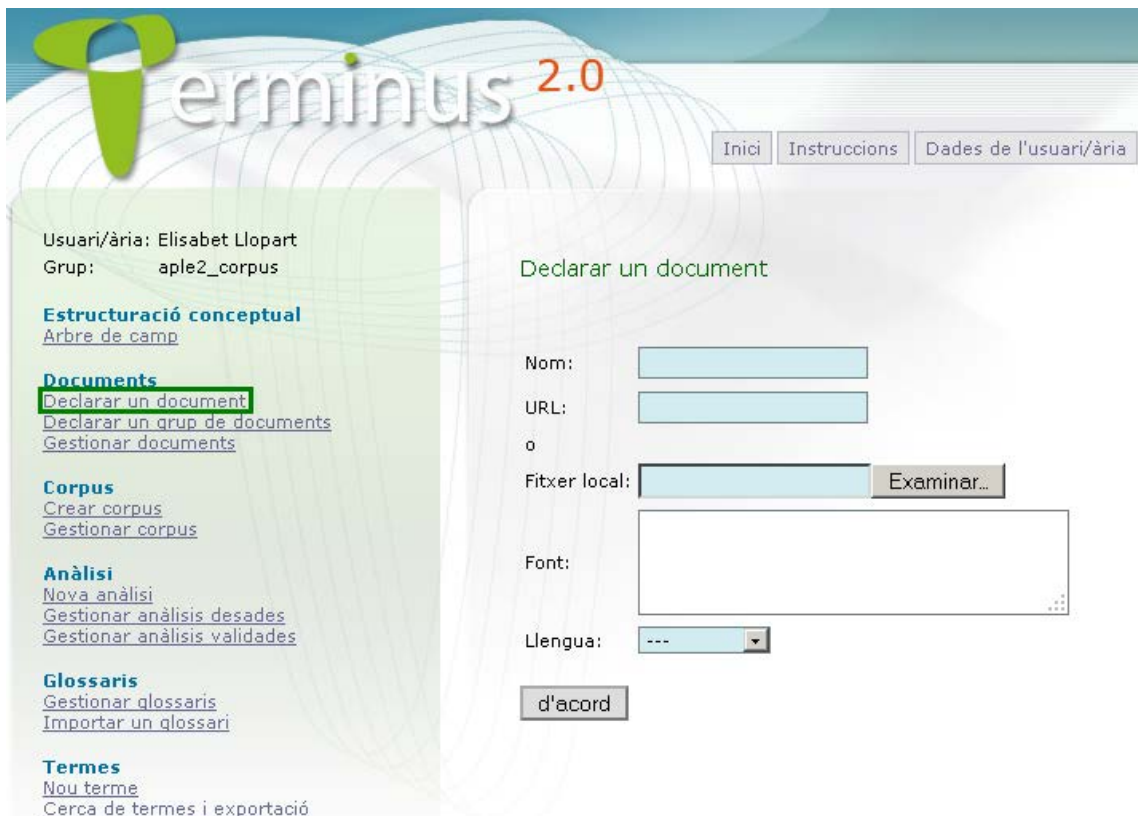 Terminus 2.0
Inici Instruccions Dades de l'usuari/ària
Usuari/ària: Elisabet Llopart
Grup: aple2_corpus
Estructuració conceptual
Arbre de camp
Documents
Declarar un document
Declarar un grup de documents
Gestionar documents
Corpus
Crear corpus
Gestionar corpus
Anàlisi
Nova anàlisi
Gestionar anàlisis desades
Gestionar anàlisis validades
Glossaris
Gestionar glossaris
Importar un glossari
Termes
Nou terme
Cerca de termes i exportació
Declarar un document
Nom:
URL:
o
Fitxer local: Examinar...
Font:
Llengua: ---
d'acord